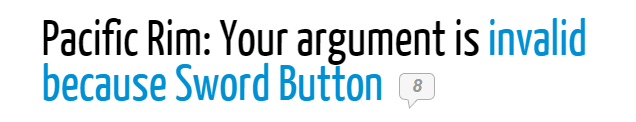 Pacific Rim: Your argument is invalid
because Sword Button 8